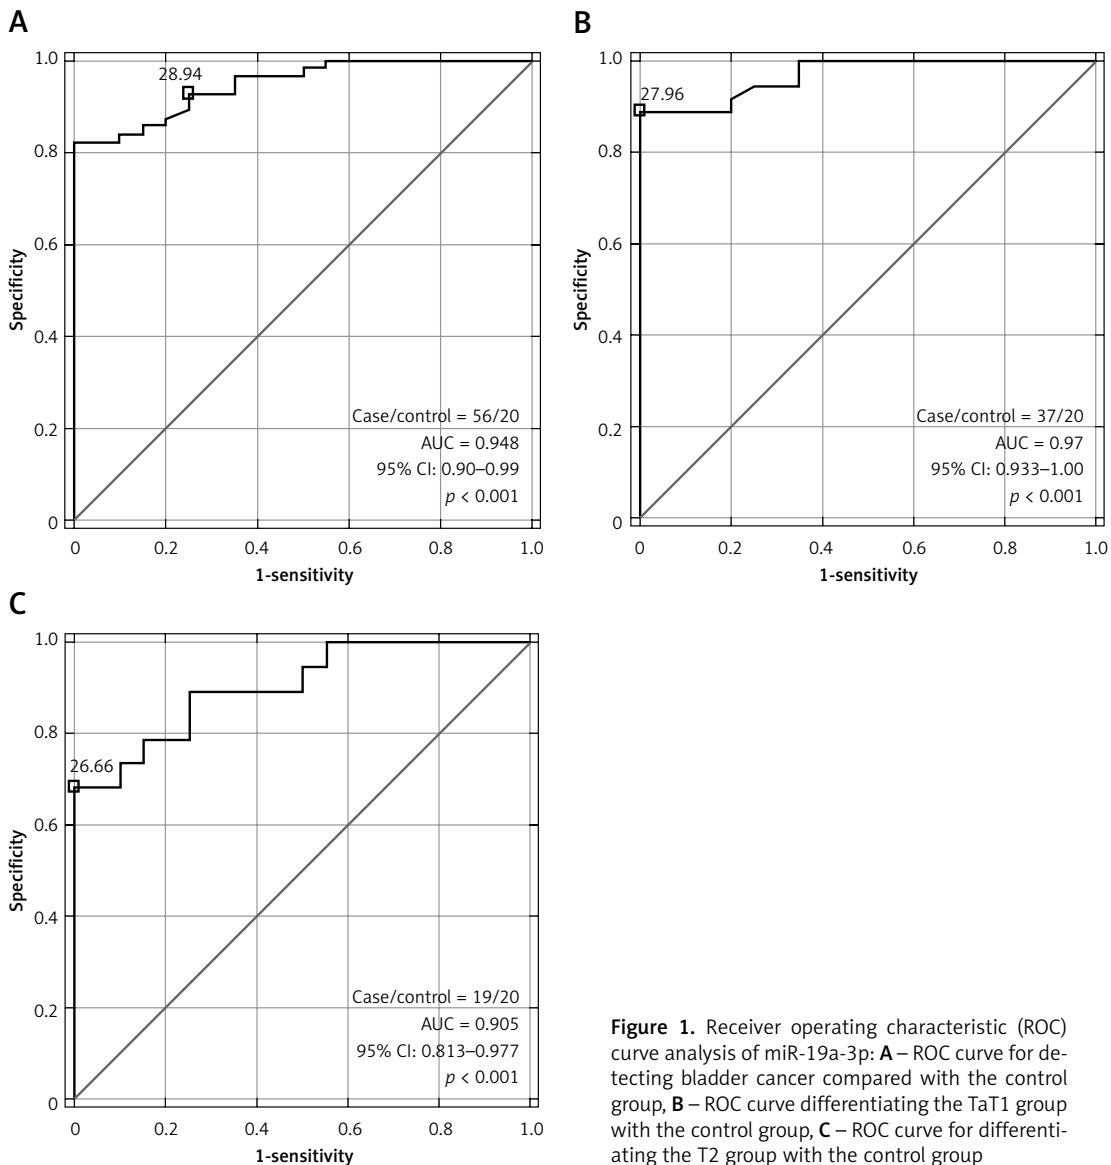 A
1.0
0.8
0.6
0.4
0.2
0
Specificity
28.94
Case/control = 56/20
AUC = 0.948
95% CI: 0.90–0.99
p < 0.001
0 0.2 0.4 0.6 0.8 1.0
1-sensitivity
B
1.0
0.8
0.6
0.4
0.2
0
Specificity
27.96
Case/control = 37/20
AUC = 0.97
95% CI: 0.933–1.00
p < 0.001
0 0.2 0.4 0.6 0.8 1.0
1-sensitivity
C
1.0
0.8
0.6
0.4
0.2
0
Specificity
26.66
Case/control = 19/20
AUC = 0.905
95% CI: 0.813–0.977
p < 0.001
0 0.2 0.4 0.6 0.8 1.0
1-sensitivity
Figure 1. Receiver operating characteristic (ROC)
curve analysis of miR-19a-3p: A – ROC curve for de-
tecting bladder cancer compared with the control
group, B – ROC curve differentiating the TaT1 group
with the control group, C – ROC curve for differenti-
ating the T2 group with the control group